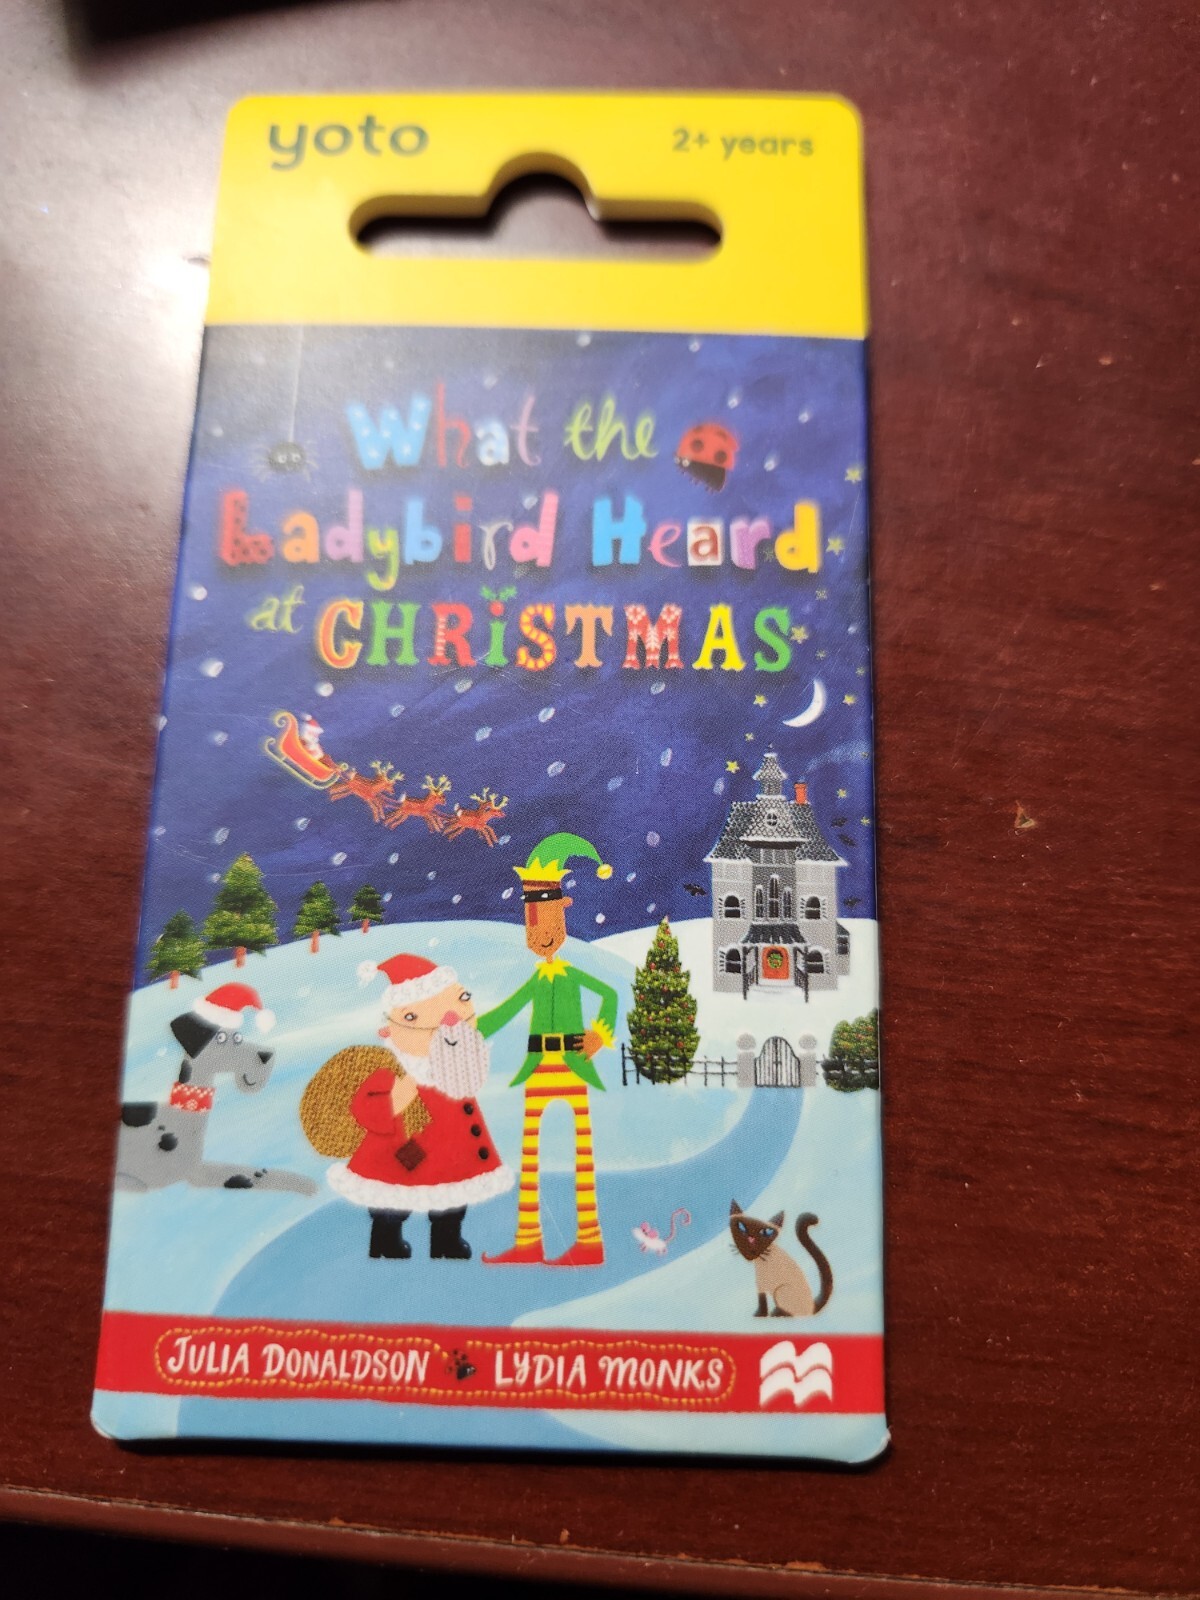 yoto
2+ years
What the
Ladybird Heard
at CHRiSTMAS
JULIA DONALDSON
LYDIA MONKS